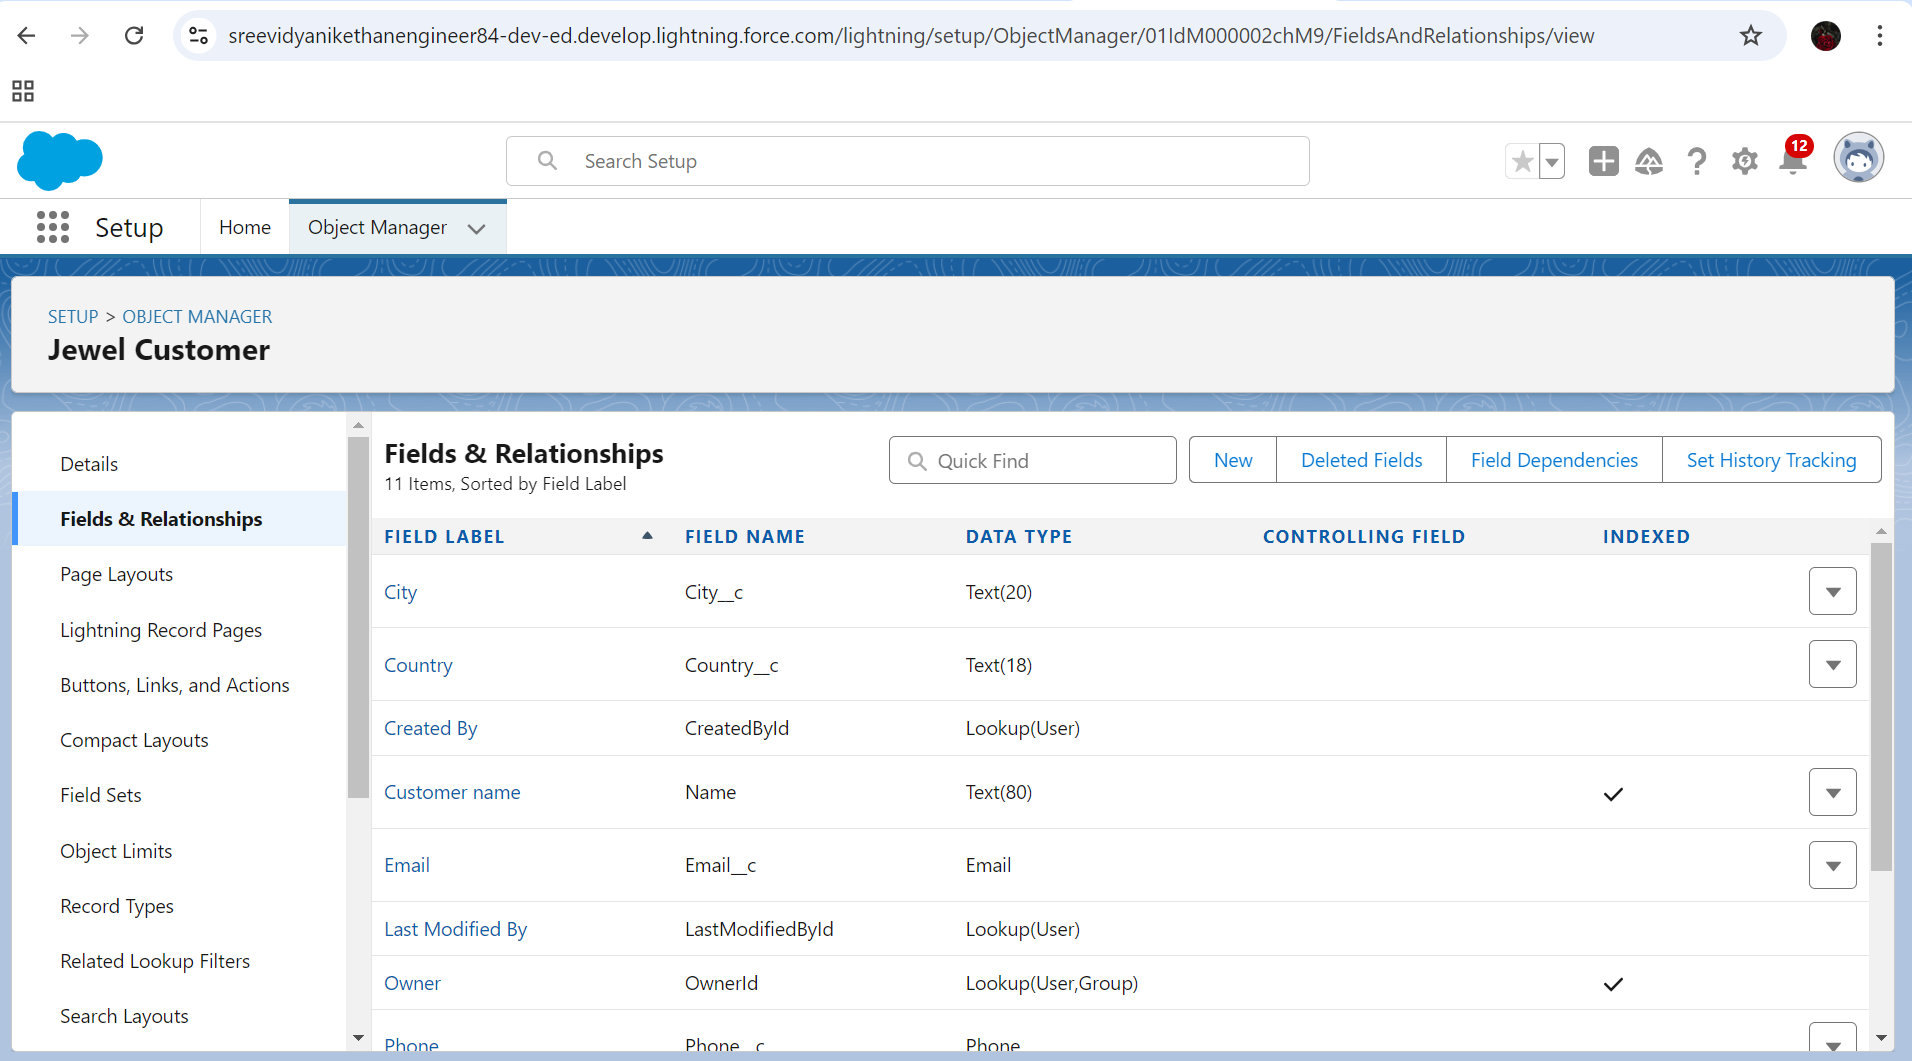 sreevidyanikethanengineer84-dev-ed.develop.lightning.force.com/lightning/setup/ObjectManager/01IdM000002chM9/FieldsAndRelationships/view
Search Setup
12
Setup
Home
Object Manager
SETUP > OBJECT MANAGER
Jewel Customer
Details
Fields & Relationships
Page Layouts
Lightning Record Pages
Buttons, Links, and Actions
Compact Layouts
Field Sets
Object Limits
Record Types
Related Lookup Filters
Search Layouts
Fields & Relationships
11 Items, Sorted by Field Label
Quick Find
New
Deleted Fields
Field Dependencies
Set History Tracking
FIELD LABEL FIELD NAME DATA TYPE CONTROLLING FIELD INDEXED
City City__c Text(20)
Country Country__c Text(18)
Created By CreatedById Lookup(User)
Customer name Name Text(80)
Email Email__c Email
Last Modified By LastModifiedById Lookup(User)
Owner OwnerId Lookup(User,Group)
Phone Phone__c Phone